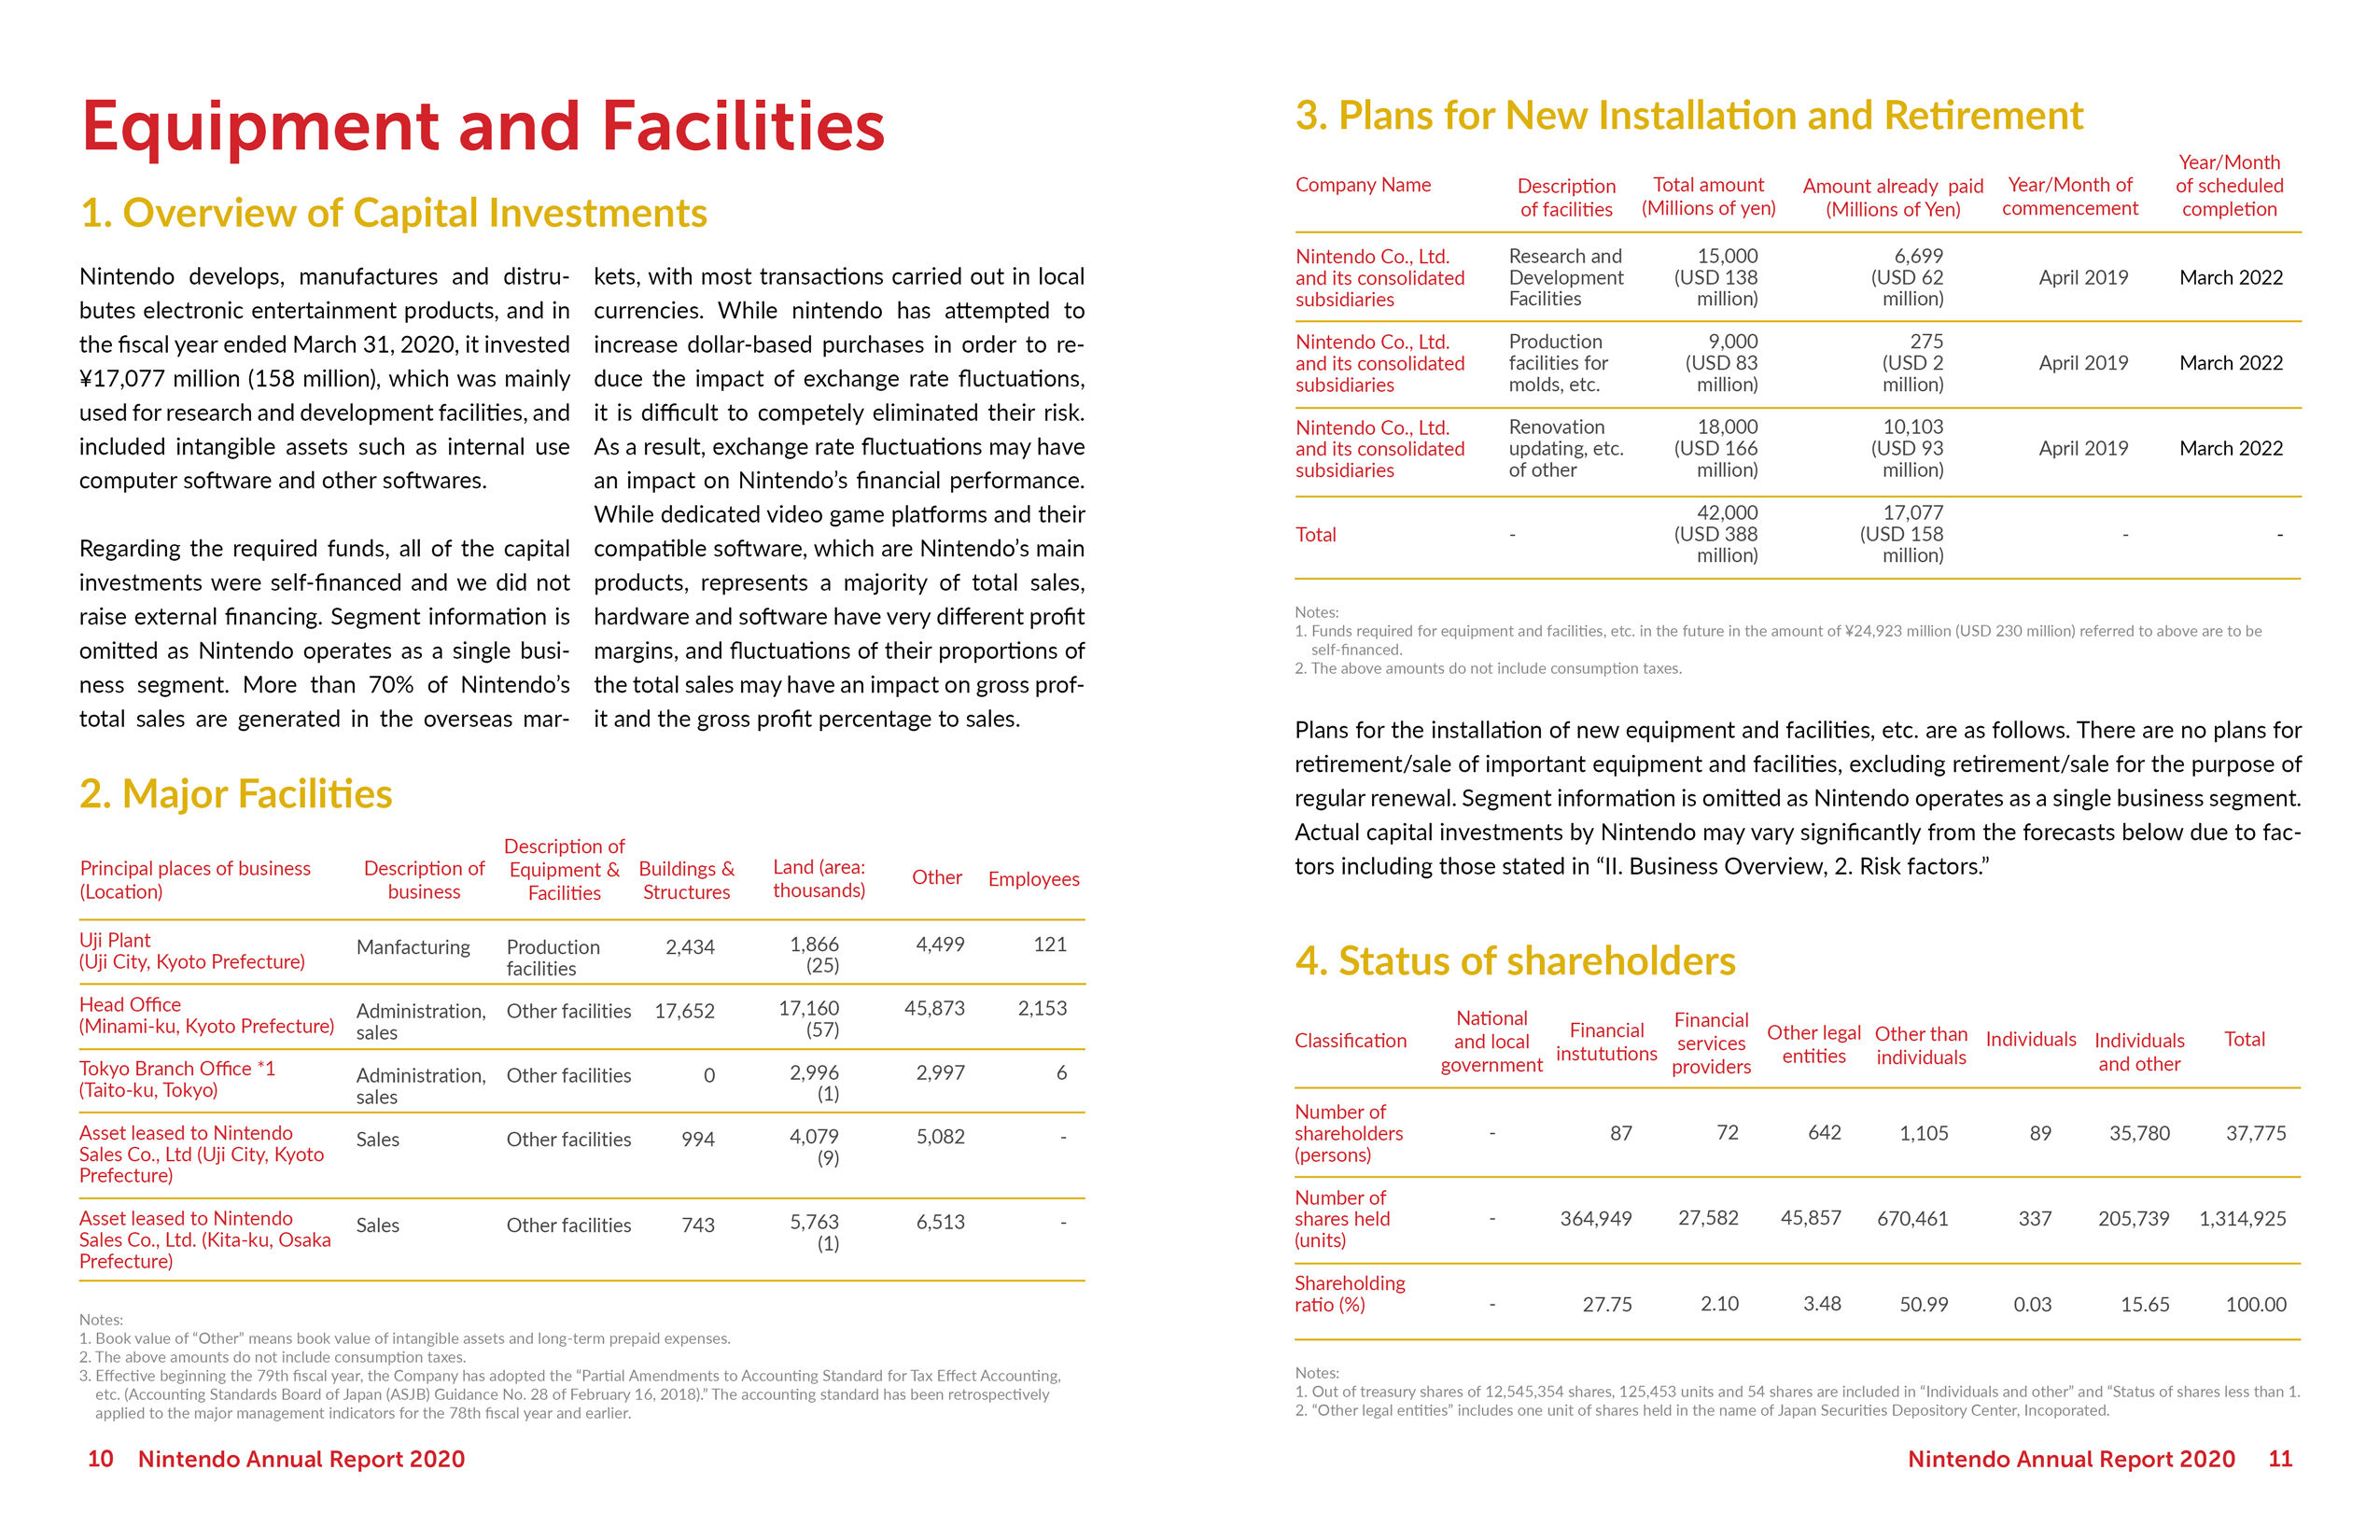 Equipment and Facilities
1. Overview of Capital Investments
Nintendo develops, manufactures and distru-
butes electronic entertainment products, and in
the fiscal year ended March 31, 2020, it invested
¥17,077 million (158 million), which was mainly
used for research and development facilities, and
included intangible assets such as internal use
computer software and other softwares.
Regarding the required funds, all of the capital
investments were self-financed and we did not
raise external financing. Segment information is
omitted as Nintendo operates as a single busi-
ness segment. More than 70% of Nintendo’s
total sales are generated in the overseas mar-
kets, with most transactions carried out in local
currencies. While nintendo has attempted to
increase dollar-based purchases in order to re-
duce the impact of exchange rate fluctuations,
it is difficult to competely eliminated their risk.
As a result, exchange rate fluctuations may have
an impact on Nintendo’s financial performance.
While dedicated video game platforms and their
compatible software, which are Nintendo’s main
products, represents a majority of total sales,
hardware and software have very different profit
margins, and fluctuations of their proportions of
the total sales may have an impact on gross prof-
it and the gross profit percentage to sales.
2. Major Facilities
Principal places of business (Location) Description of business Description of Equipment & Facilities Buildings & Structures Land (area: thousands) Other Employees
Uji Plant (Uji City, Kyoto Prefecture) Manfacturing Production facilities 2,434 1,866 (25) 4,499 121
Head Office (Minami-ku, Kyoto Prefecture) Administration, sales Other facilities 17,652 17,160 (57) 45,873 2,153
Tokyo Branch Office *1 (Taito-ku, Tokyo) Administration, sales Other facilities 0 2,996 (1) 2,997 6
Asset leased to Nintendo Sales Co., Ltd (Uji City, Kyoto Prefecture) Sales Other facilities 994 4,079 (9) 5,082 -
Asset leased to Nintendo Sales Co., Ltd. (Kita-ku, Osaka Prefecture) Sales Other facilities 743 5,763 (1) 6,513 -
Notes:
1. Book value of “Other” means book value of intangible assets and long-term prepaid expenses.
2. The above amounts do not include consumption taxes.
3. Effective beginning the 79th fiscal year, the Company has adopted the “Partial Amendments to Accounting Standard for Tax Effect Accounting,
etc. (Accounting Standards Board of Japan (ASJB) Guidance No. 28 of February 16, 2018).” The accounting standard has been retrospectively
applied to the major management indicators for the 78th fiscal year and earlier.
10 Nintendo Annual Report 2020
3. Plans for New Installation and Retirement
Company Name Description of facilities Total amount (Millions of yen) Amount already paid (Millions of Yen) Year/Month of commencement Year/Month of scheduled completion
Nintendo Co., Ltd. and its consolidated subsidiaries Research and Development Facilities 15,000 (USD 138 million) 6,699 (USD 62 million) April 2019 March 2022
Nintendo Co., Ltd. and its consolidated subsidiaries Production facilities for molds, etc. 9,000 (USD 83 million) 275 (USD 2 million) April 2019 March 2022
Nintendo Co., Ltd. and its consolidated subsidiaries Renovation updating, etc. of other 18,000 (USD 166 million) 10,103 (USD 93 million) April 2019 March 2022
Total - 42,000 (USD 388 million) 17,077 (USD 158 million) - -
Notes:
1. Funds required for equipment and facilities, etc. in the future in the amount of ¥24,923 million (USD 230 million) referred to above are to be
self-financed.
2. The above amounts do not include consumption taxes.
Plans for the installation of new equipment and facilities, etc. are as follows. There are no plans for
retirement/sale of important equipment and facilities, excluding retirement/sale for the purpose of
regular renewal. Segment information is omitted as Nintendo operates as a single business segment.
Actual capital investments by Nintendo may vary significantly from the forecasts below due to fac-
tors including those stated in “II. Business Overview, 2. Risk factors.”
4. Status of shareholders
Classification National and local government Financial instututions Financial services providers Other legal entities Other than individuals Individuals Individuals and other Total
Number of shareholders (persons) - 87 72 642 1,105 89 35,780 37,775
Number of shares held (units) - 364,949 27,582 45,857 670,461 337 205,739 1,314,925
Shareholding ratio (%) - 27.75 2.10 3.48 50.99 0.03 15.65 100.00
Notes:
1. Out of treasury shares of 12,545,354 shares, 125,453 units and 54 shares are included in “Individuals and other” and “Status of shares less than 1.
2. “Other legal entities” includes one unit of shares held in the name of Japan Securities Depository Center, Incoporated.
Nintendo Annual Report 2020 11